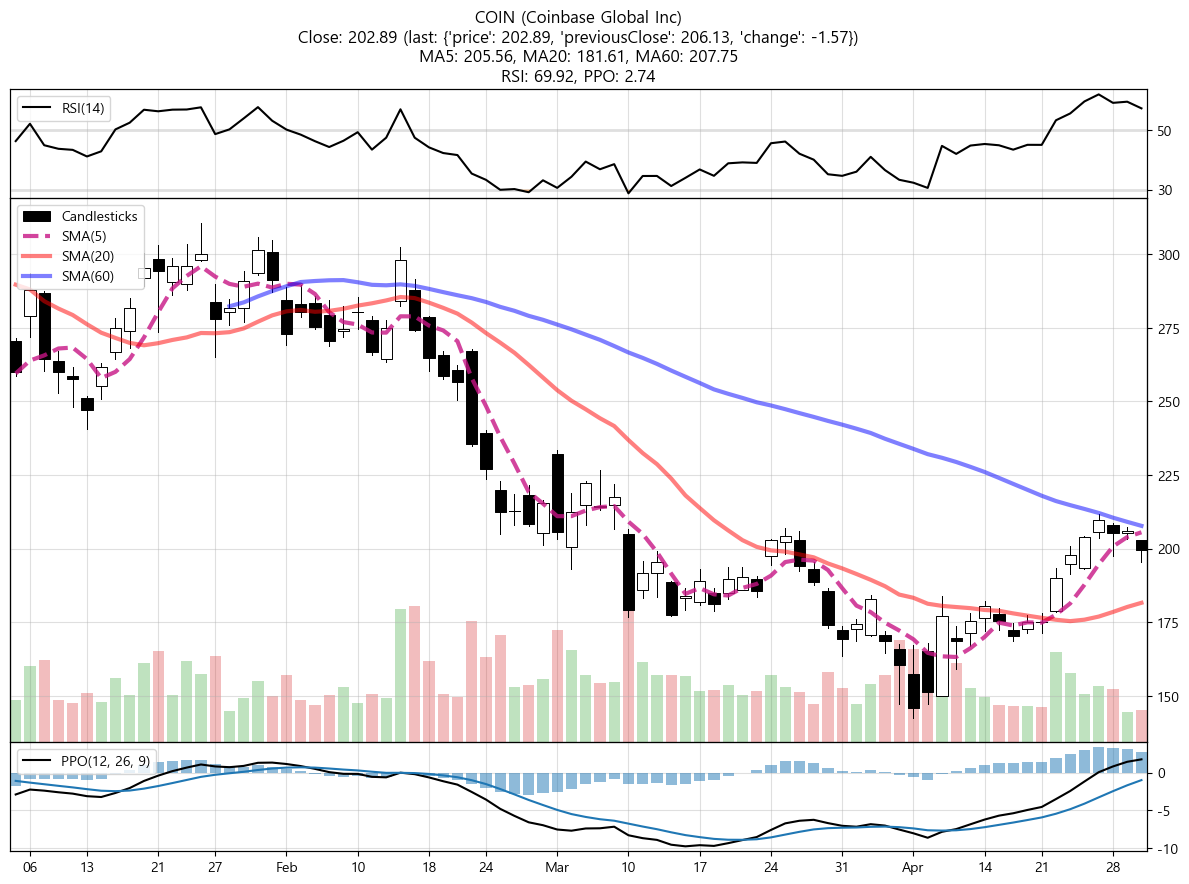 COIN (Coinbase Global Inc)
Close: 202.89 (last: {'price': 202.89, 'previousClose': 206.13, 'change': -1.57})
MA5: 205.56, MA20: 181.61, MA60: 207.75
RSI: 69.92, PPO: 2.74
RSI(14)
50
30
Candlesticks
SMA(5)
SMA(20)
SMA(60)
300
275
250
225
200
175
150
PPO(12, 26, 9)
0
-5
-10
06 13 21 27 Feb 10 18 24 Mar 10 17 24 31 Apr 14 21 28